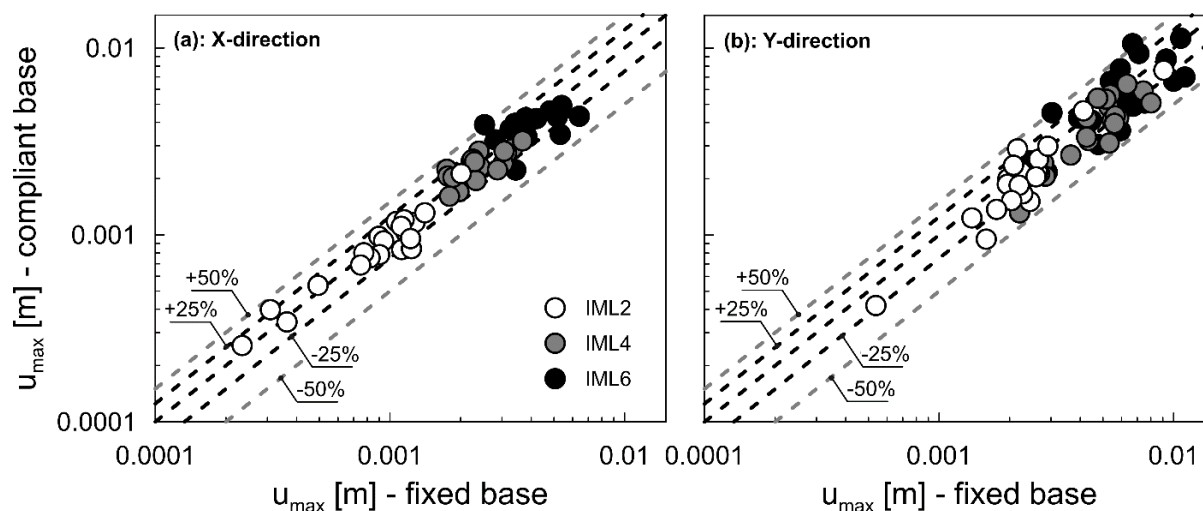 u_max [m] - compliant base
0.01
0.001
0.0001
(a): X-direction
+50%
+25%
-25%
-50%
IML2
IML4
IML6
0.0001
0.001
0.01
u_max [m] - fixed base
(b): Y-direction
+50%
+25%
-25%
-50%
0.0001
0.001
0.01
u_max [m] - fixed base